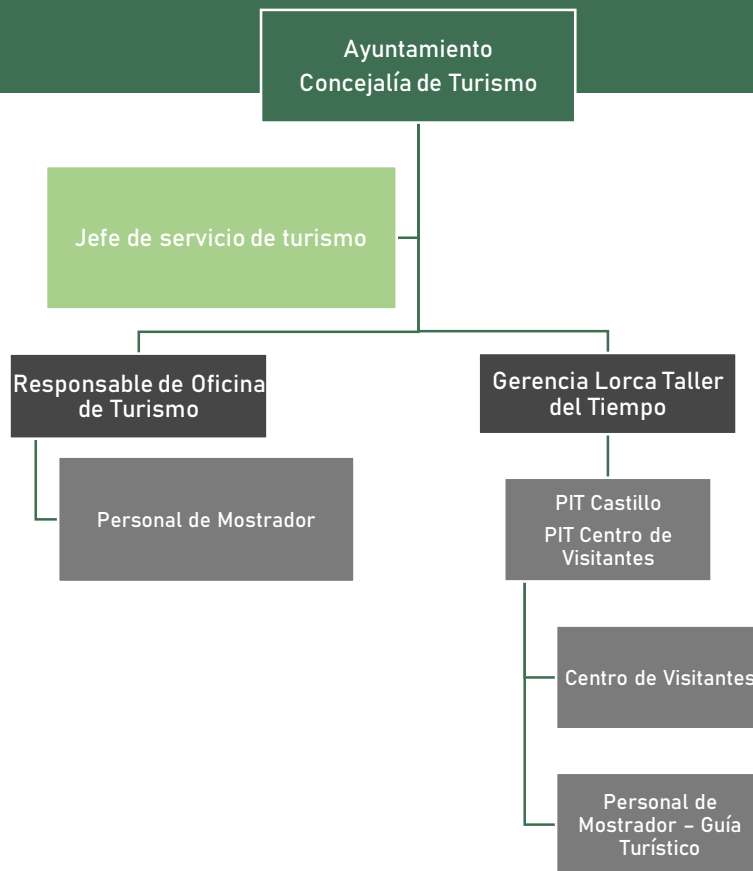 Ayuntamiento
Concejalía de Turismo
Jefe de servicio de turismo
Responsable de Oficina
de Turismo
Gerencia Lorca Taller
del Tiempo
Personal de Mostrador
PIT Castillo
PIT Centro de
Visitantes
Centro de Visitantes
Personal de
Mostrador – Guía
Turístico